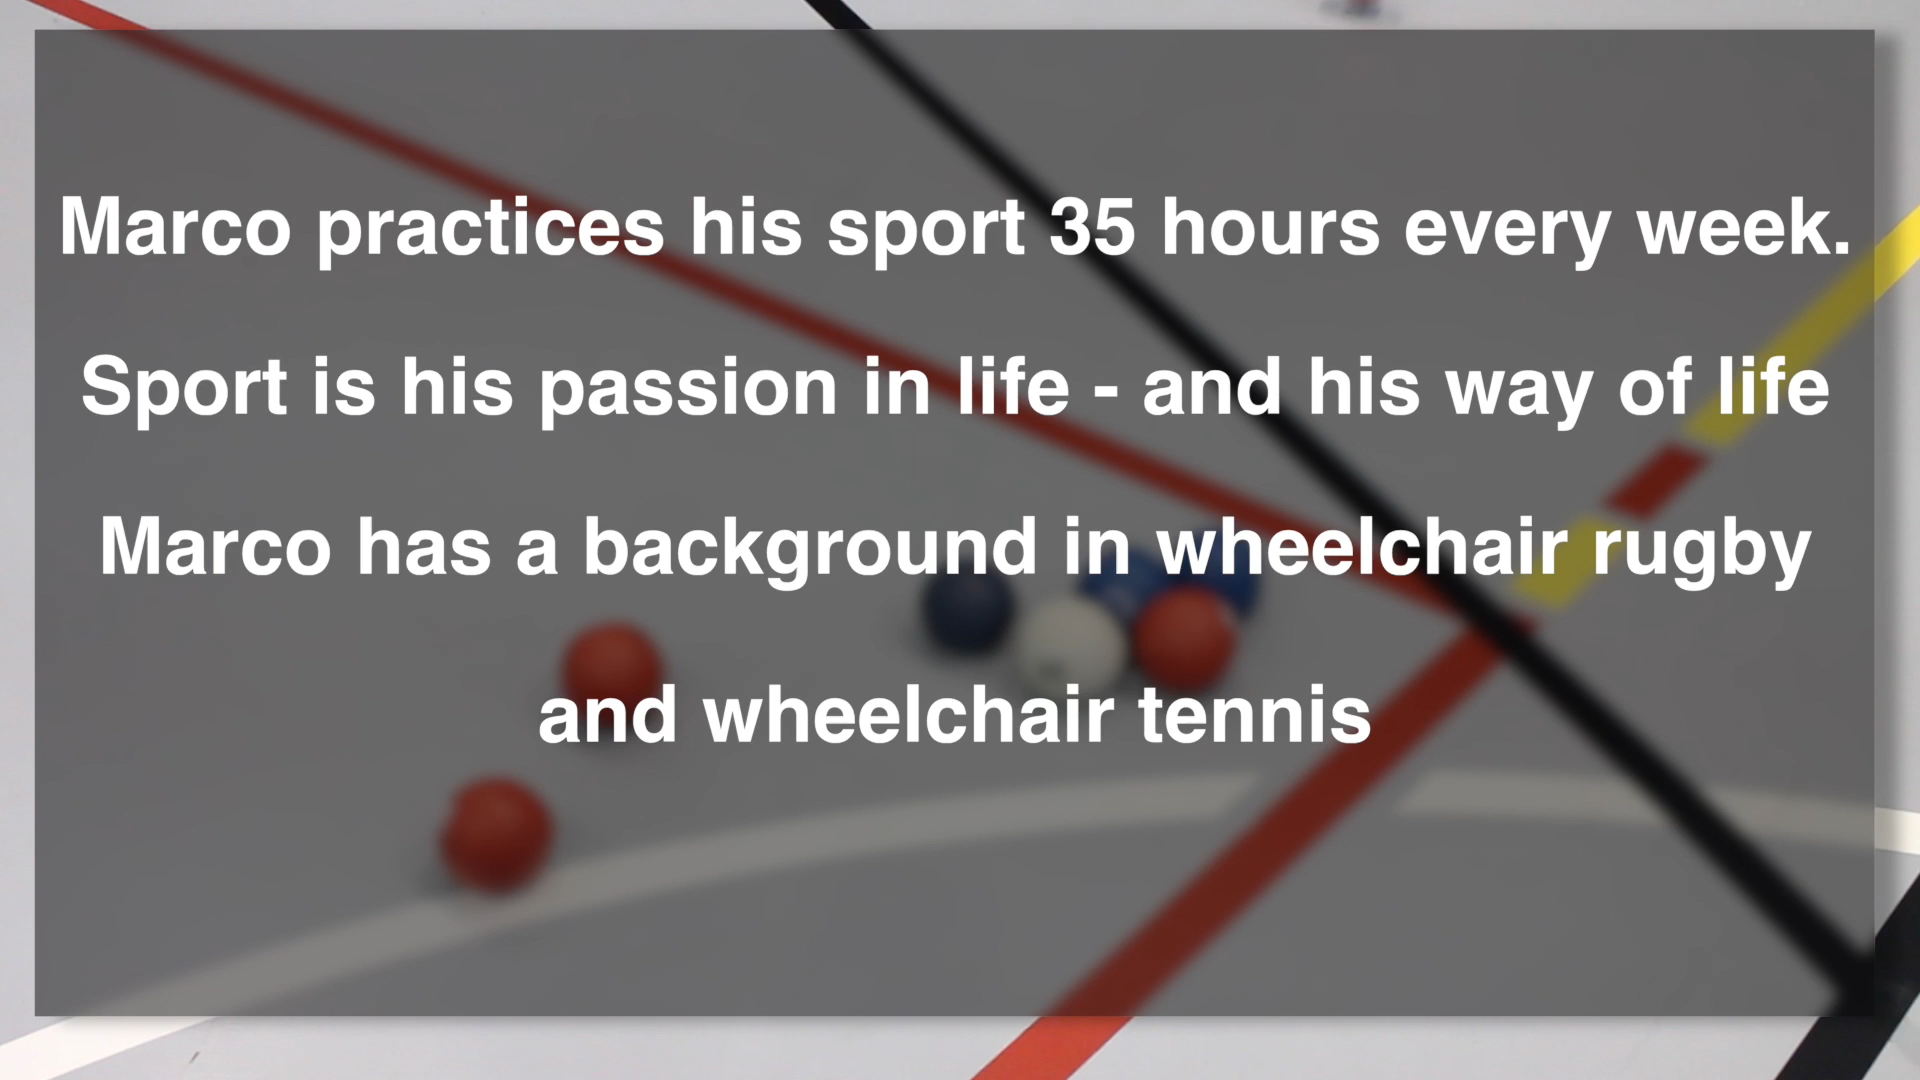 Marco practices his sport 35 hours every week.
Sport is his passion in life - and his way of life
Marco has a background in wheelchair rugby
and wheelchair tennis